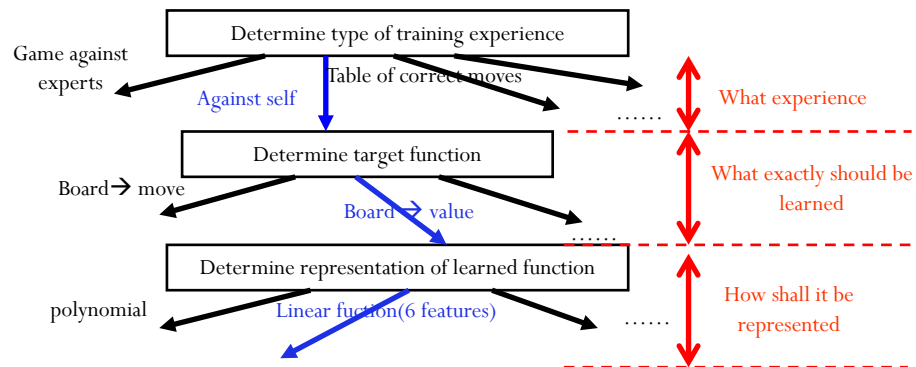 Determine type of training experience
Game against
experts
Table of correct moves
Against self
......
What experience
Determine target function
What exactly should be
learned
Board→ move
Board → value
......
Determine representation of learned function
polynomial
Linear fuction(6 features)
......
How shall it be
represented